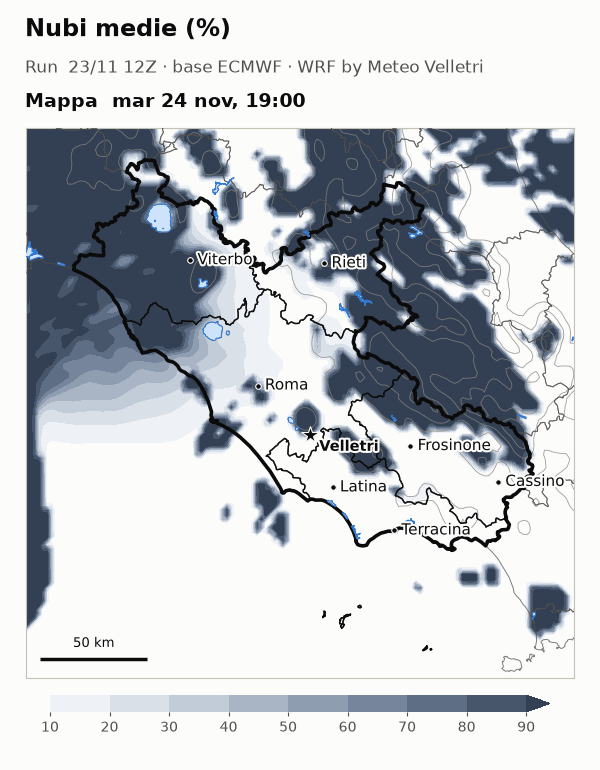 Nubi medie (%)
Run 23/11 12Z · base ECMWF · WRF by Meteo Velletri
Mappa mar 24 nov, 19:00
Viterbo
Rieti
Roma
Velletri
Frosinone
Cassino
Latina
Terracina
50 km
10 20 30 40 50 60 70 80 90